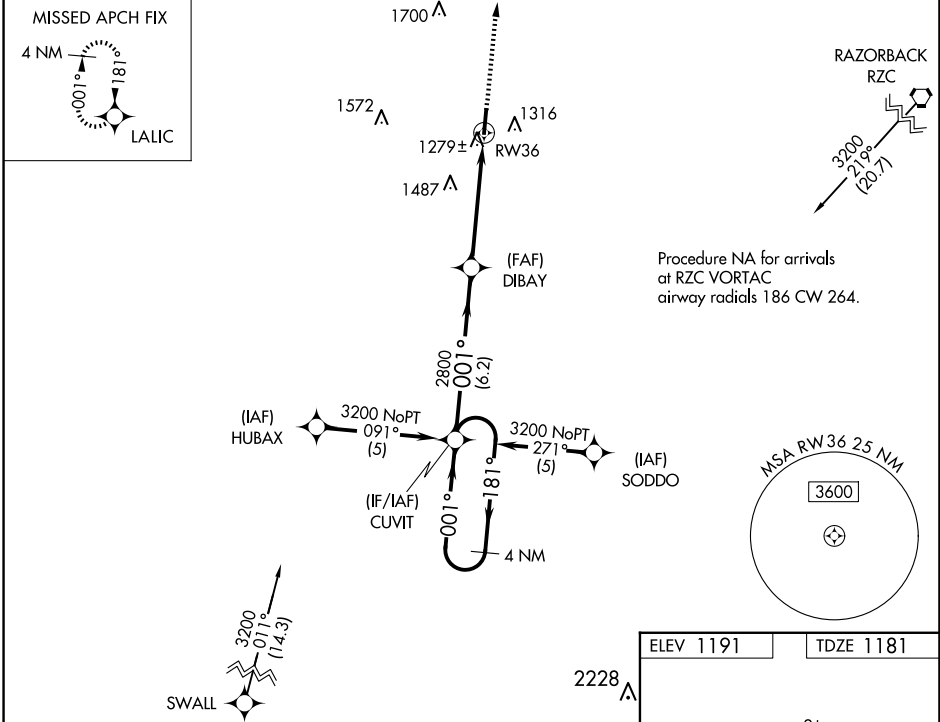 MISSED APCH FIX
4 NM
001°
181°
LALIC
1700
1572
1316
1279±
RW36
1487
RAZORBACK
RZC
3200
219°
(20.7)
(FAF)
DIBAY
Procedure NA for arrivals
at RZC VORTAC
airway radials 186 CW 264.
2800
001°
(6.2)
(IAF)
HUBAX
3200 NoPT
091°
(5)
3200 NoPT
271°
(5)
(IAF)
SODDO
(IF/IAF)
CUVIT
001°
181°
4 NM
MSA RW36 25 NM
3600
3200
011°
(14.3)
SWALL
2228
ELEV 1191
TDZE 1181